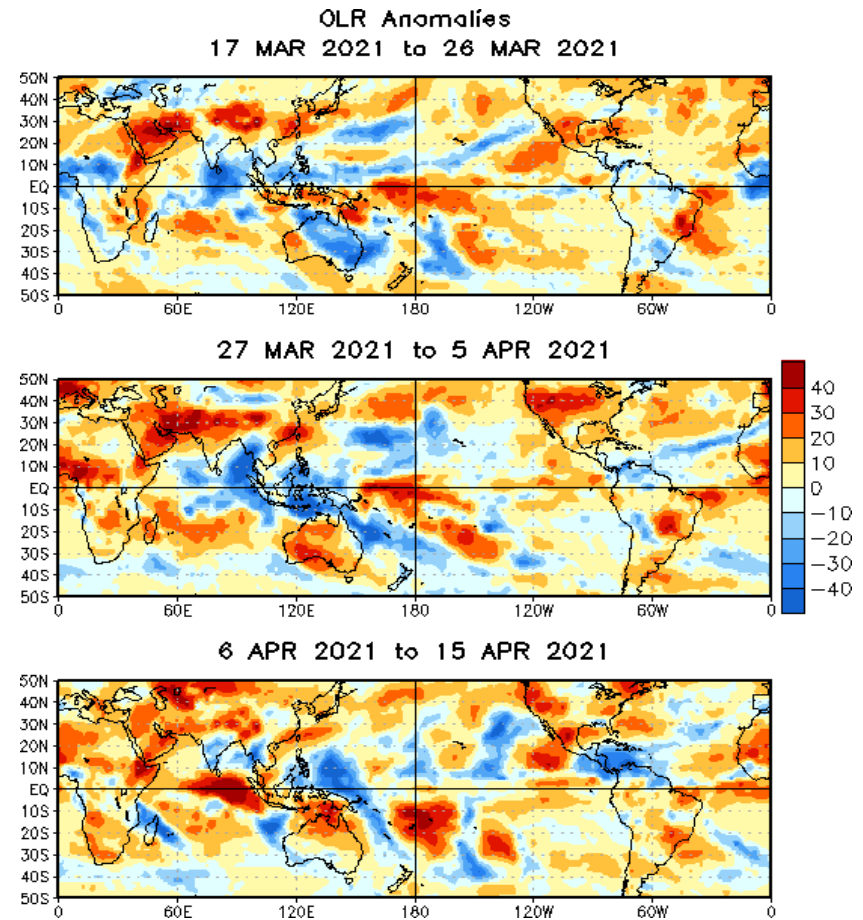 OLR Anomalies
17 MAR 2021 to 26 MAR 2021
50N
40N
30N
20N
10N
EQ
10S
20S
30S
40S
50S
0 60E 120E 180 120W 60W 0
27 MAR 2021 to 5 APR 2021
50N
40N
30N
20N
10N
EQ
10S
20S
30S
40S
50S
0 60E 120E 180 120W 60W 0
40
30
20
10
0
-10
-20
-30
-40
6 APR 2021 to 15 APR 2021
50N
40N
30N
20N
10N
EQ
10S
20S
30S
40S
50S
0 60E 120E 180 120W 60W 0